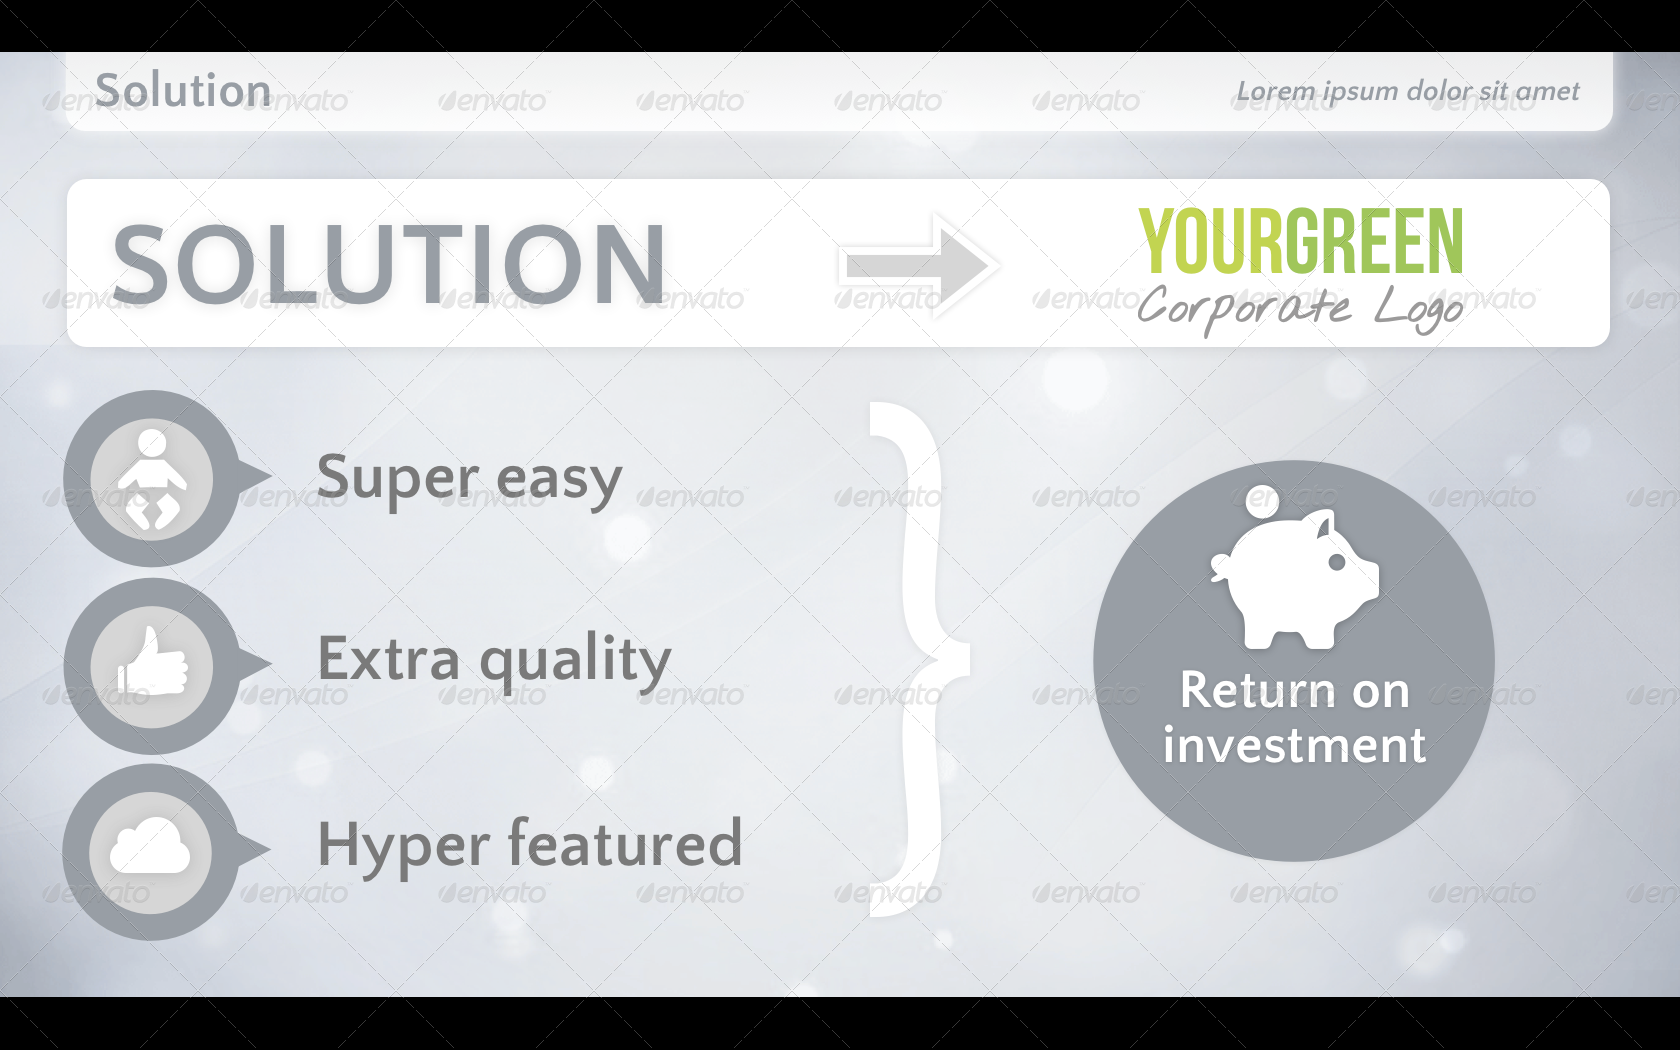 Solution
Lorem ipsum dolor sit amet
SOLUTION
YOURGREEN
Corporate Logo
Super easy
Extra quality
Hyper featured
Return on
investment
envato